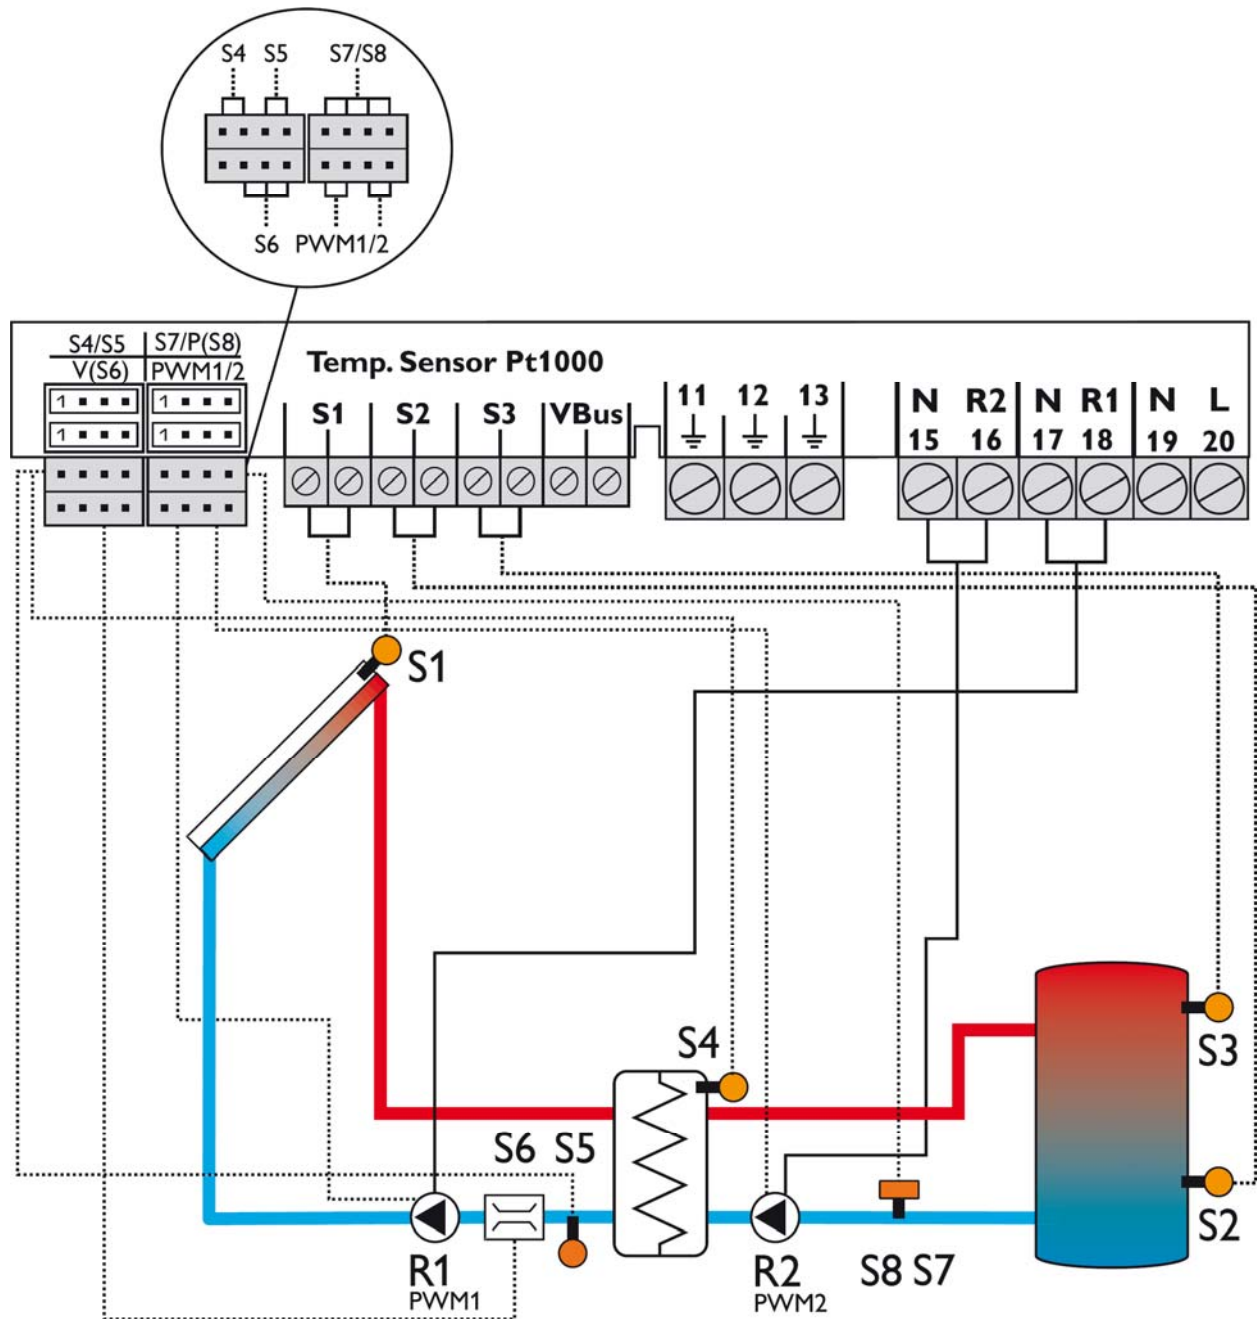 S4 S5 S7/S8
S6 PWM1/2
S4/S5 S7/P(S8)
V(S6) PWM1/2
1 1
1 1
Temp. Sensor Pt1000
S1 S2 S3 VBus
11 12 13
N R2 N R1 N L
15 16 17 18 19 20
S1
S4
S3
S6 S5
S2
R1
PWM1
R2
PWM2
S8 S7